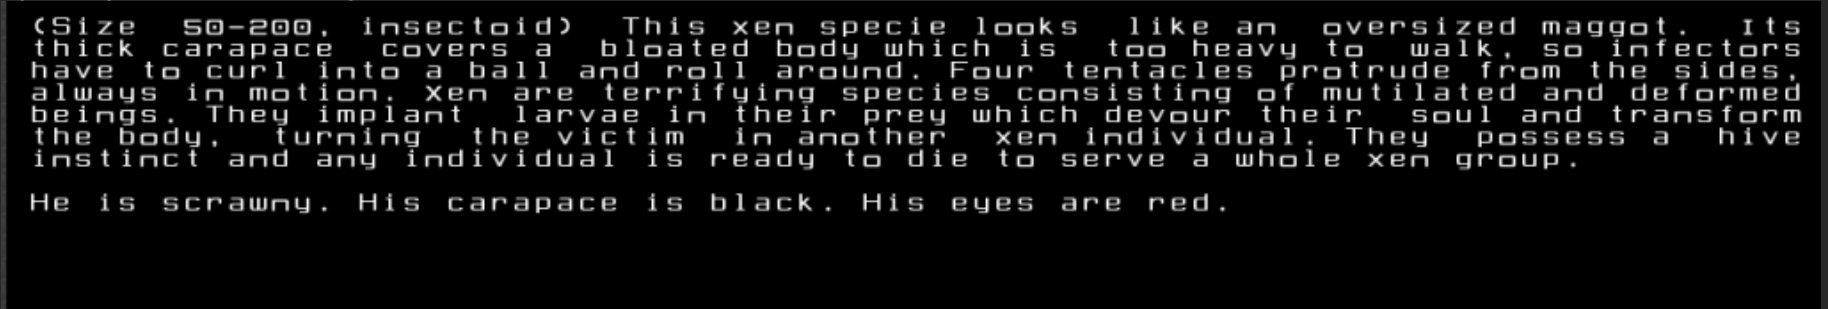 (Size 50-200, insectoid) This xen specie looks like an oversized maggot. Its
thick carapace covers a bloated body which is too heavy to walk, so infectors
have to curl into a ball and roll around. Four tentacles protrude from the sides,
always in motion. Xen are terrifying species consisting of mutilated and deformed
beings. They implant larvae in their prey which devour their soul and transform
the body, turning the victim in another xen individual. They possess a hive
instinct and any individual is ready to die to serve a whole xen group.
He is scrawny. His carapace is black. His eyes are red.